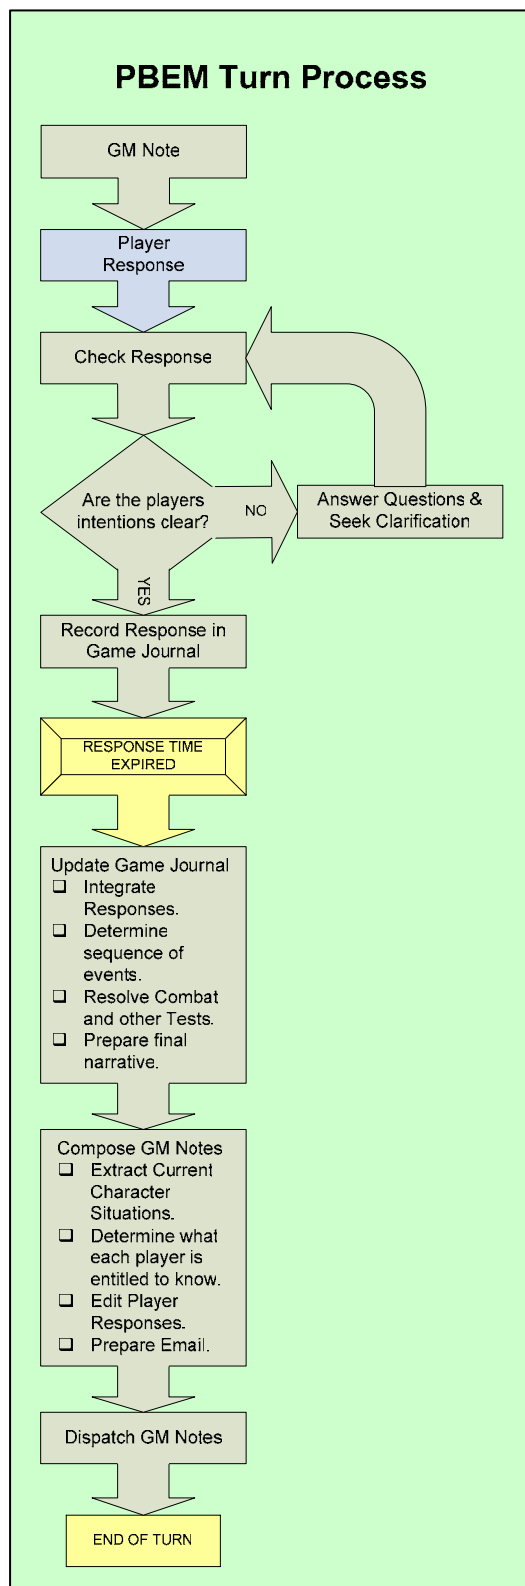 PBEM Turn Process
GM Note
Player
Response
Check Response
Are the players
intentions clear?
NO
Answer Questions &
Seek Clarification
YES
Record Response in
Game Journal
RESPONSE TIME
EXPIRED
Update Game Journal
Integrate
Responses.
Determine
sequence of
events.
Resolve Combat
and other Tests.
Prepare final
narrative.
Compose GM Notes
Extract Current
Character
Situations.
Determine what
each player is
entitled to know.
Edit Player
Responses.
Prepare Email.
Dispatch GM Notes
END OF TURN